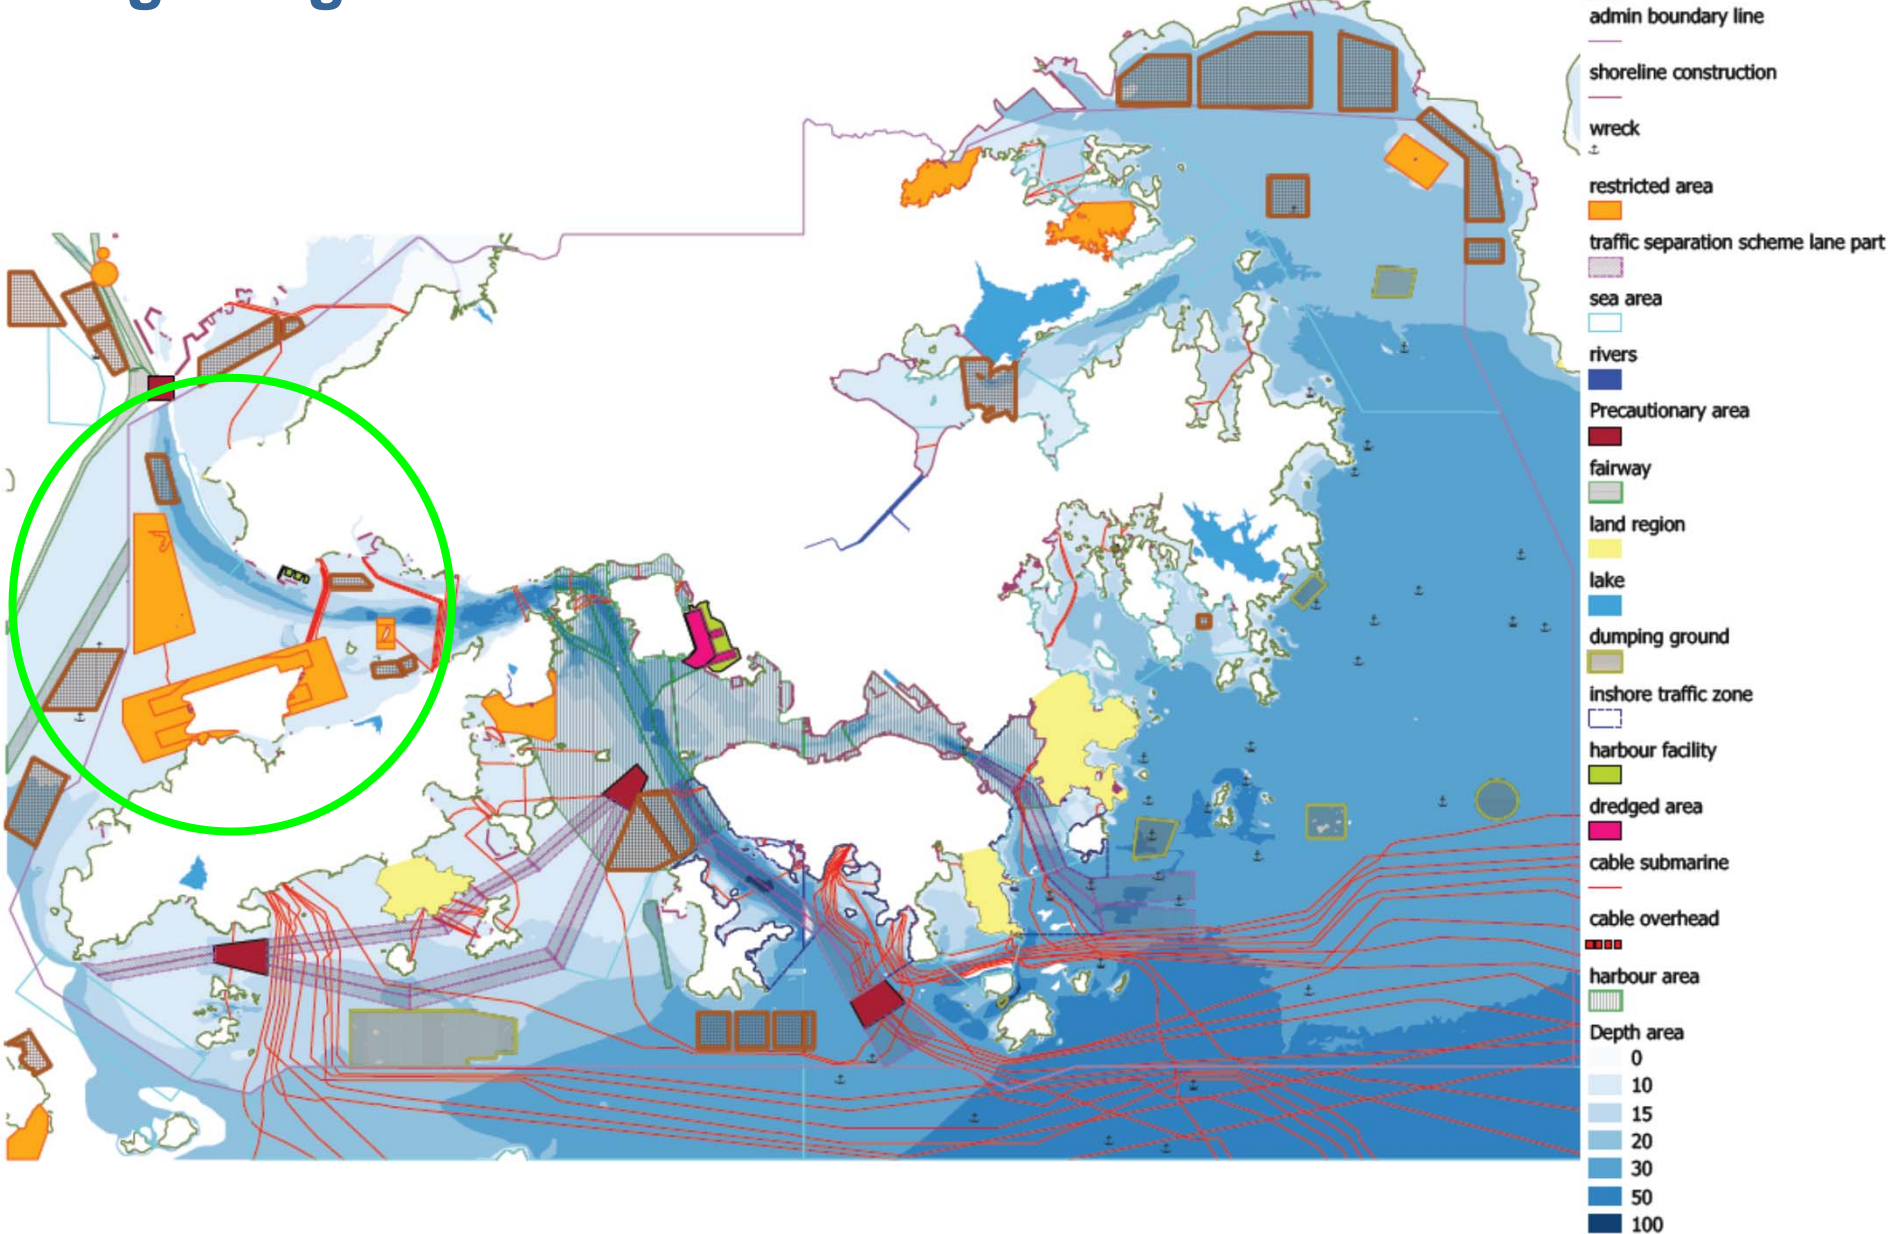 admin boundary line
shoreline construction
wreck
restricted area
traffic separation scheme lane part
sea area
rivers
Precautionary area
fairway
land region
lake
dumping ground
inshore traffic zone
harbour facility
dredged area
cable submarine
cable overhead
harbour area
Depth area
0
10
15
20
30
50
100